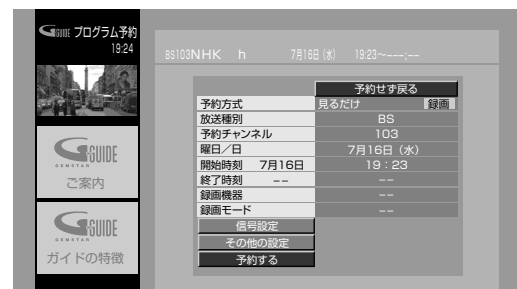 GGUIDE プログラム予約
19:24
BS103NHK h 7月16日(水) 19:23〜---:--
予約せず戻る
予約方式 見るだけ 録画
放送種別 BS
予約チャンネル 103
曜日/日 7月16日(水)
開始時刻 7月16日 19:23
終了時刻 -- --
録画機器 --
録画モード --
信号設定
その他の設定
予約する
G-GUIDE
GEMSTAR
ご案内
G-GUIDE
GEMSTAR
ガイドの特徴